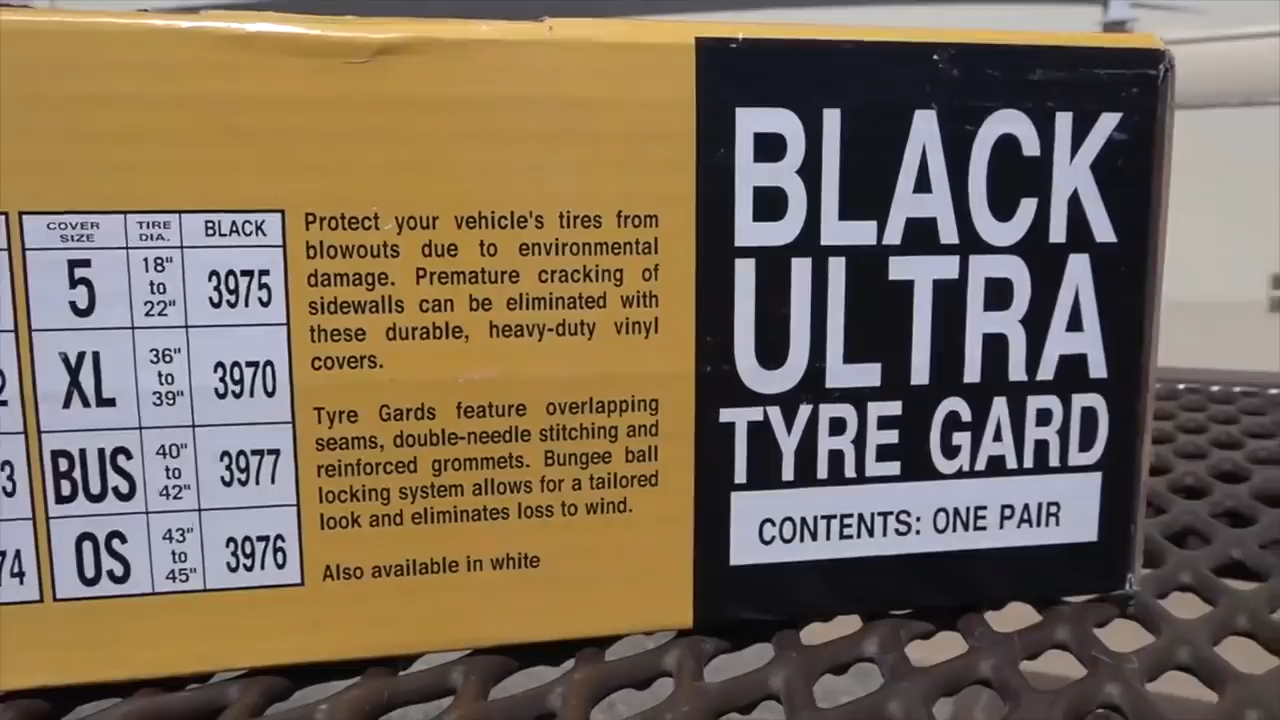 COVER SIZE TIRE DIA. BLACK
5 18" to 22" 3975
XL 36" to 39" 3970
BUS 40" to 42" 3977
OS 43" to 45" 3976
Protect your vehicle's tires from
blowouts due to environmental
damage. Premature cracking of
sidewalls can be eliminated with
these durable, heavy-duty vinyl
covers.
Tyre Gards feature overlapping
seams, double-needle stitching and
reinforced grommets. Bungee ball
locking system allows for a tailored
look and eliminates loss to wind.
Also available in white
BLACK
ULTRA
TYRE GARD
CONTENTS: ONE PAIR